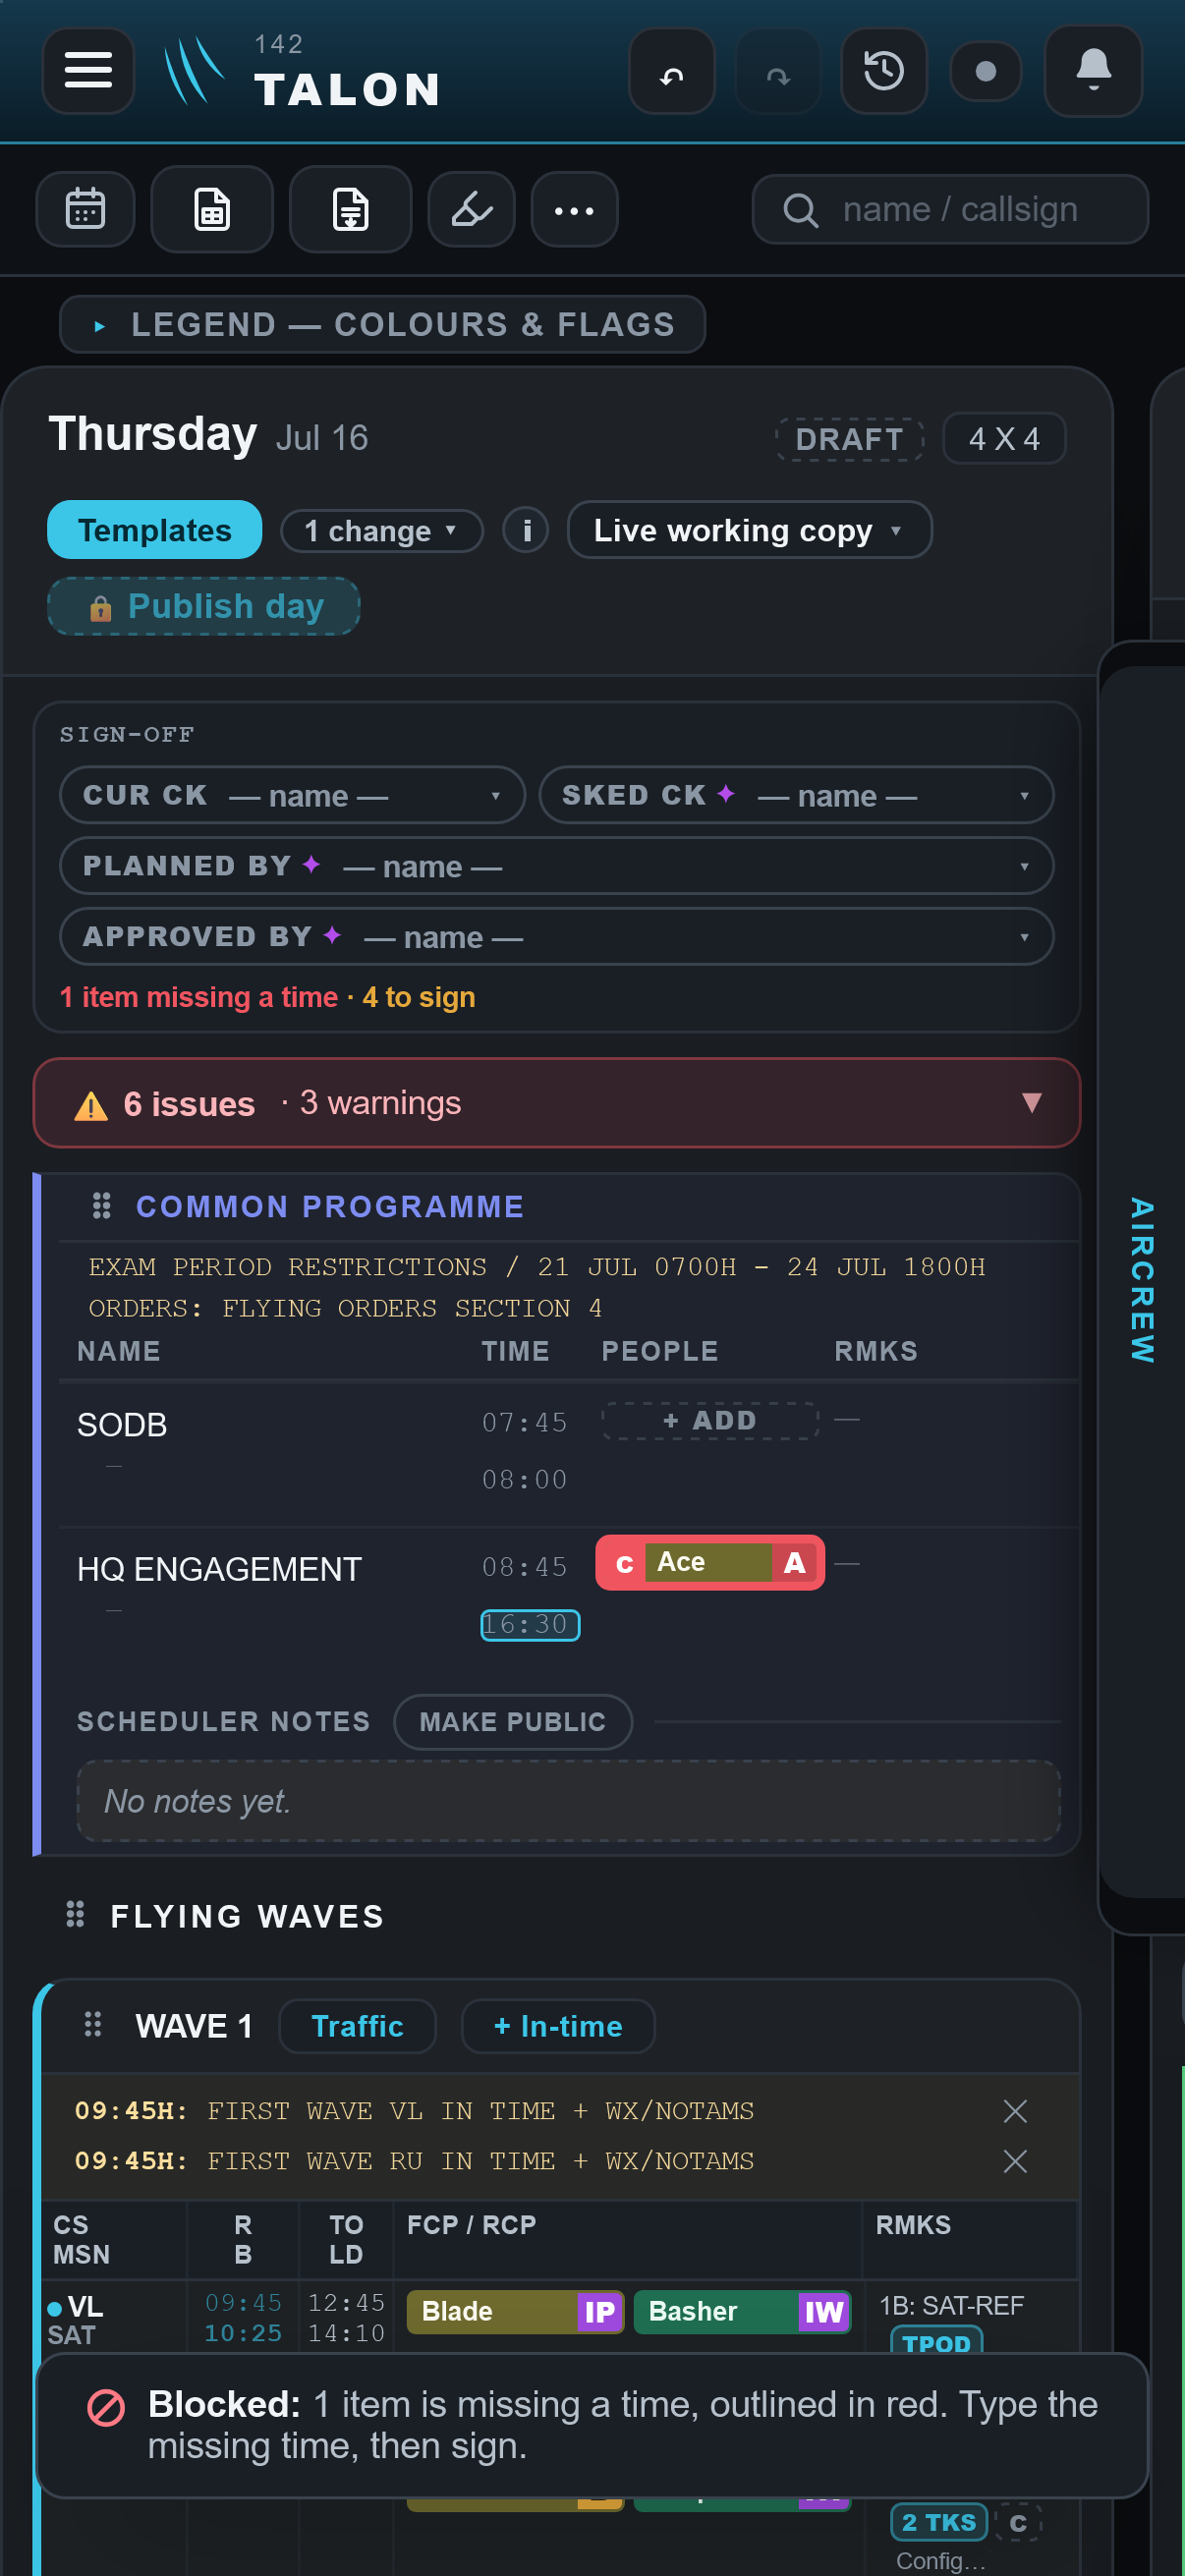 142
TALON
name / callsign
▸ LEGEND — COLOURS & FLAGS
Thursday Jul 16 DRAFT 4 X 4
Templates 1 change ▾ i Live working copy ▾
Publish day
SIGN-OFF
CUR CK — name — ▾ SKED CK ✦ — name — ▾
PLANNED BY ✦ — name — ▾
APPROVED BY ✦ — name — ▾
1 item missing a time · 4 to sign
6 issues · 3 warnings ▼
AIRCREW
COMMON PROGRAMME
EXAM PERIOD RESTRICTIONS / 21 JUL 0700H - 24 JUL 1800H
ORDERS: FLYING ORDERS SECTION 4
NAME TIME PEOPLE RMKS
SODB 07:45 + ADD —
— 08:00
HQ ENGAGEMENT 08:45 C Ace A —
— 16:30
SCHEDULER NOTES MAKE PUBLIC
No notes yet.
FLYING WAVES
WAVE 1 Traffic + In-time
09:45H: FIRST WAVE VL IN TIME + WX/NOTAMS
09:45H: FIRST WAVE RU IN TIME + WX/NOTAMS
CS R TO FCP / RCP RMKS
MSN B LD
VL 09:45 12:45 Blade IP Basher IW 1B: SAT-REF
SAT 10:25 14:10 TPOD
Blocked: 1 item is missing a time, outlined in red. Type the
missing time, then sign.
2 TKS C
Config...